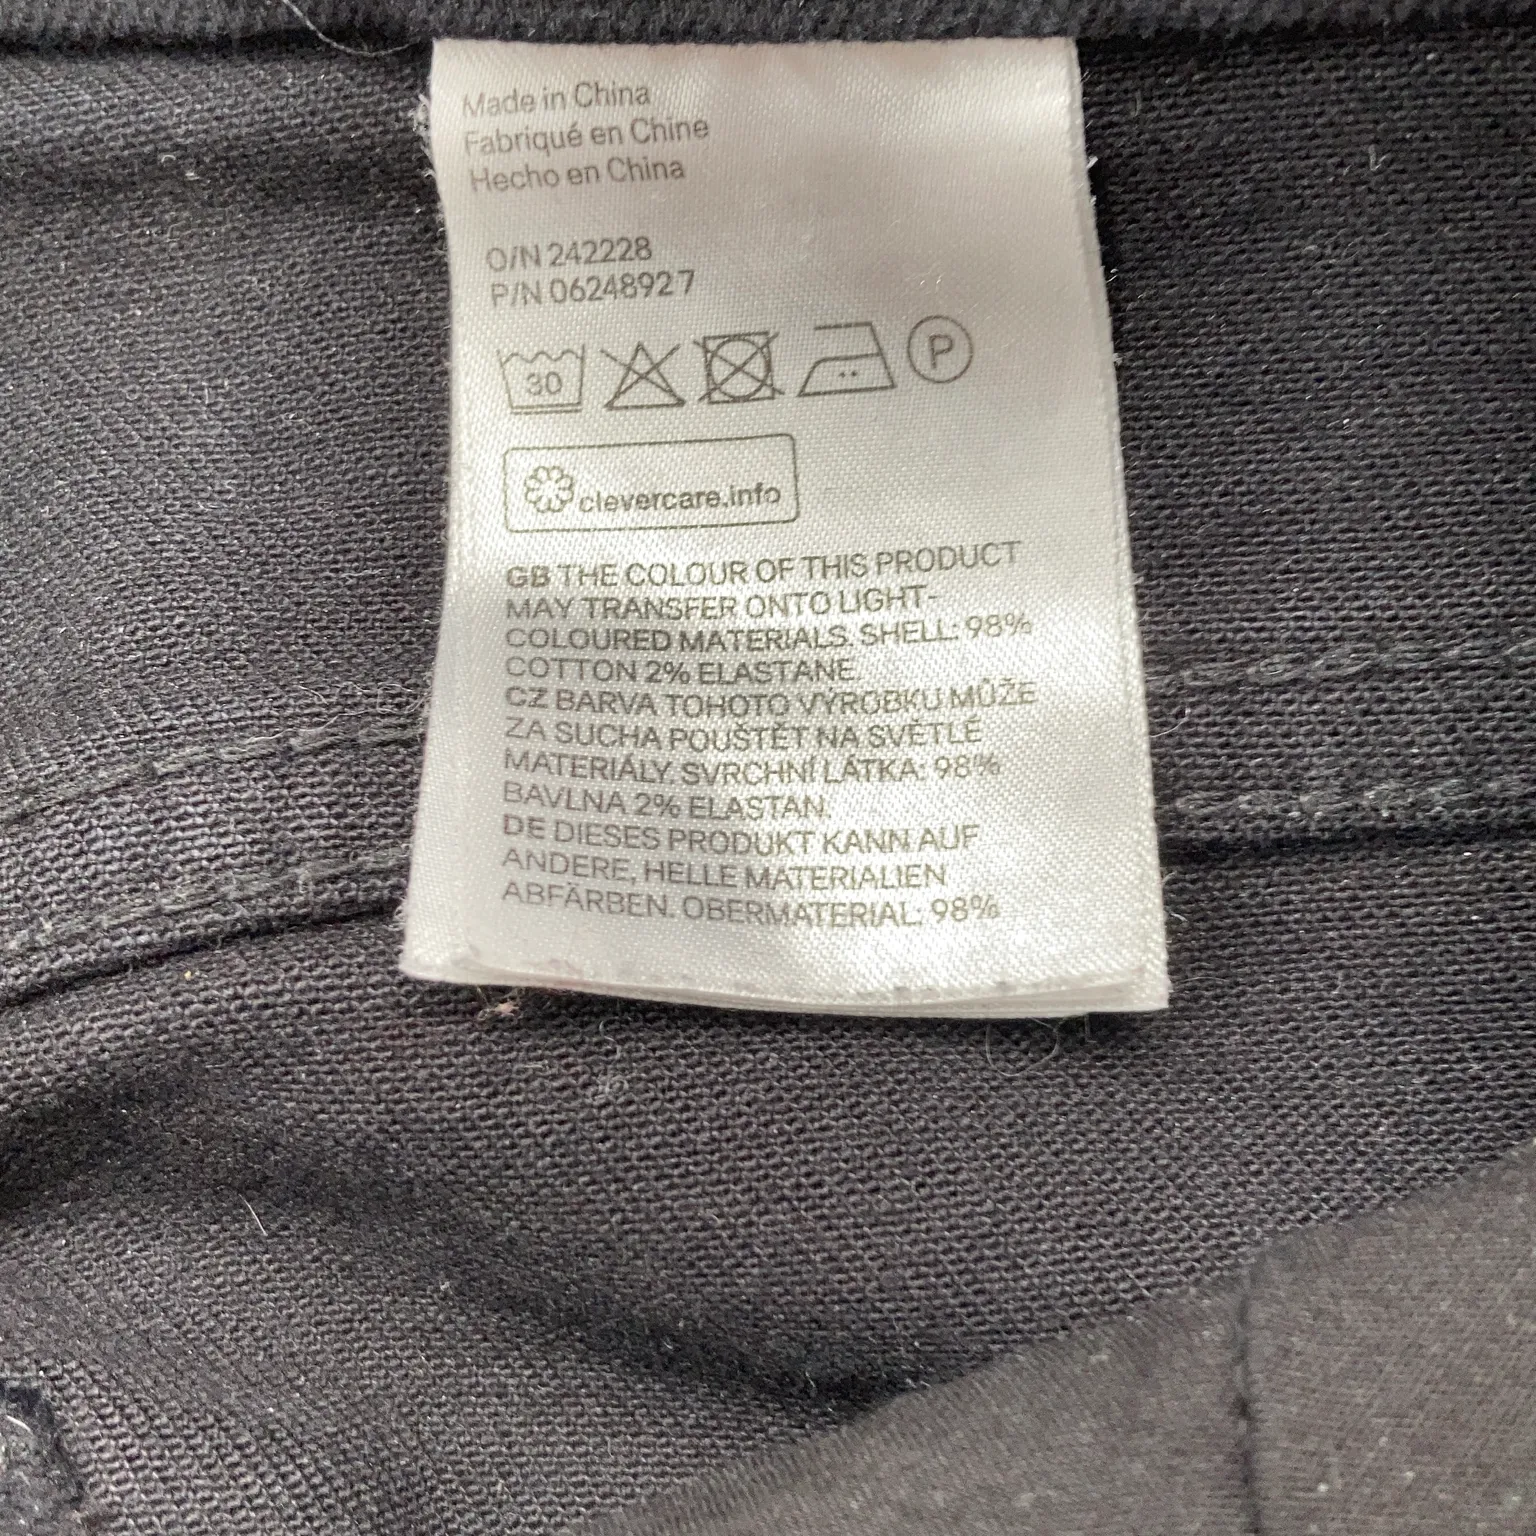 Made in China
Fabriqué en Chine
Hecho en China
O/N 242228
P/N 06248927
30 P
clevercare.info
GB THE COLOUR OF THIS PRODUCT
MAY TRANSFER ONTO LIGHT-
COLOURED MATERIALS. SHELL: 98%
COTTON 2% ELASTANE.
CZ BARVA TOHOTO VÝROBKU MŮŽE
ZA SUCHA POUŠTĚT NA SVĚTLÉ
MATERIÁLY. SVRCHNÍ LÁTKA: 98%
BAVLNA 2% ELASTAN.
DE DIESES PRODUKT KANN AUF
ANDERE, HELLE MATERIALIEN
ABFÄRBEN. OBERMATERIAL: 98%